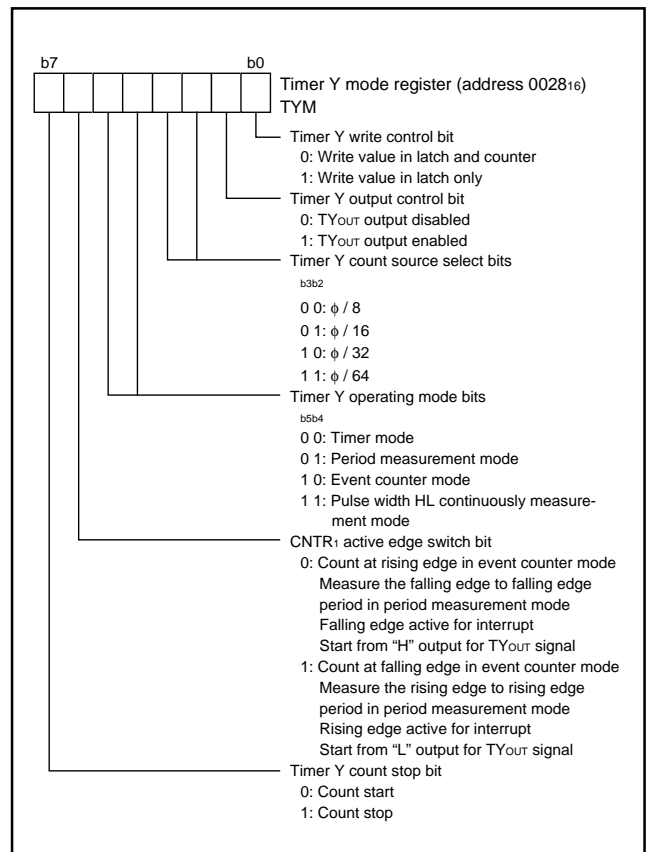 b7 b0
Timer Y mode register (address 0028₁₆)
TYM
Timer Y write control bit
0: Write value in latch and counter
1: Write value in latch only
Timer Y output control bit
0: TYOUT output disabled
1: TYOUT output enabled
Timer Y count source select bits
b3b2
0 0: φ / 8
0 1: φ / 16
1 0: φ / 32
1 1: φ / 64
Timer Y operating mode bits
b5b4
0 0: Timer mode
0 1: Period measurement mode
1 0: Event counter mode
1 1: Pulse width HL continuously measure-
ment mode
CNTR₁ active edge switch bit
0: Count at rising edge in event counter mode
Measure the falling edge to falling edge
period in period measurement mode
Falling edge active for interrupt
Start from “H” output for TYOUT signal
1: Count at falling edge in event counter mode
Measure the rising edge to rising edge
period in period measurement mode
Rising edge active for interrupt
Start from “L” output for TYOUT signal
Timer Y count stop bit
0: Count start
1: Count stop